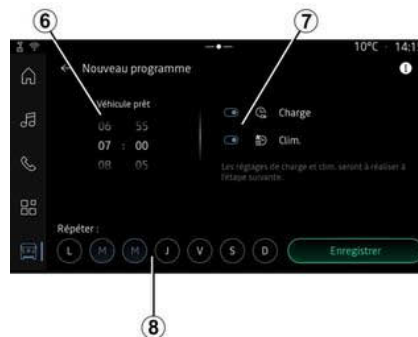 6
7
10°C 14:15
← Nouveau programme
Véhicule prêt
06 55
07 : 00
08 05
Charge
Clim.
Les réglages de charge et clim. seront à réaliser à
l'étape suivante.
Répéter :
L M M J V S D
Enregistrer
8